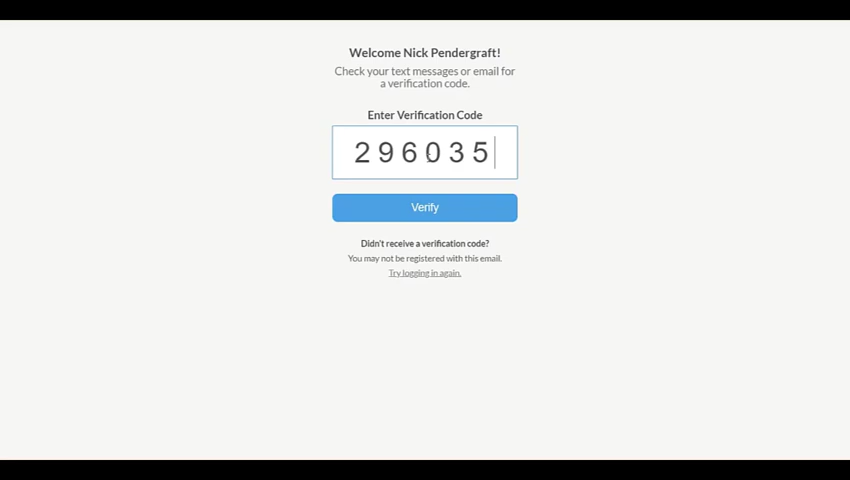 Welcome Nick Pendergraft!
Check your text messages or email for
a verification code.
Enter Verification Code
2 9 6 0 3 5
Verify
Didn't receive a verification code?
You may not be registered with this email.
Try logging in again.